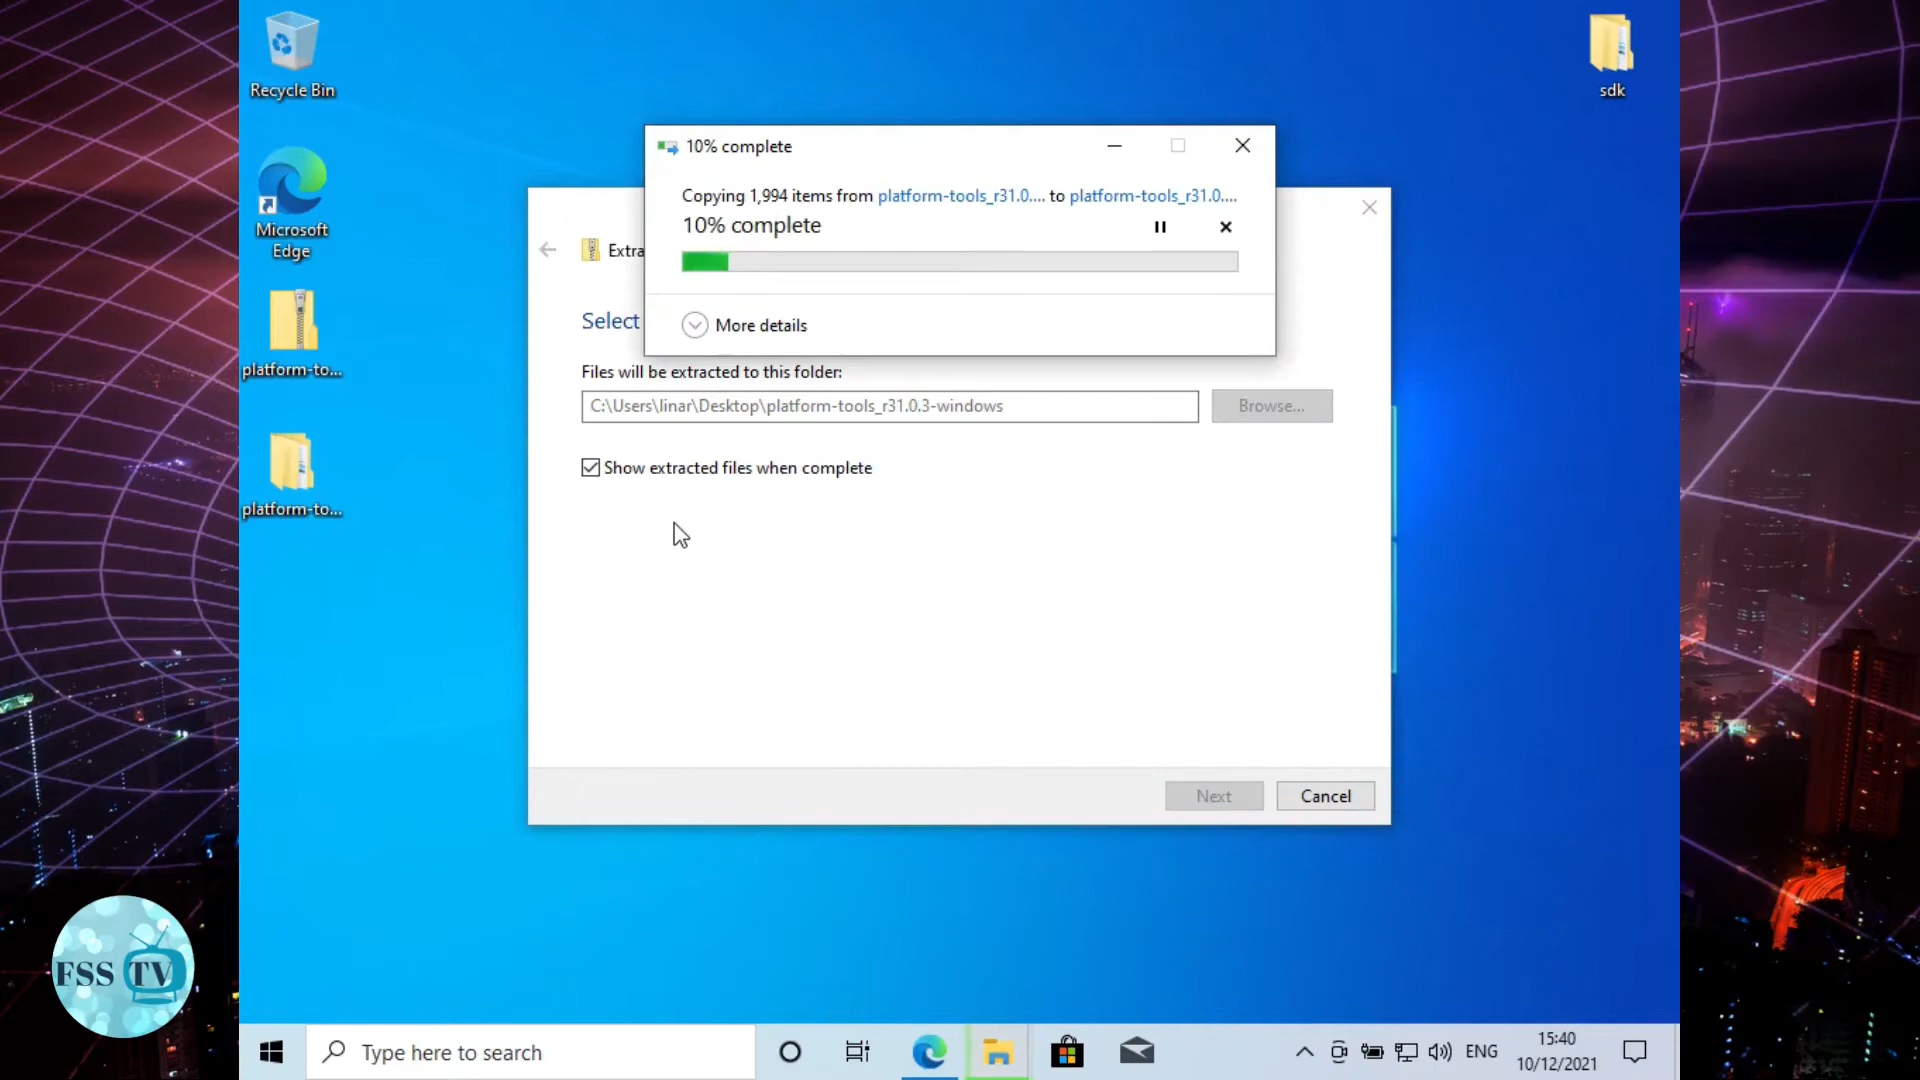 Recycle Bin
sdk
Microsoft
Edge
platform-to...
platform-to...
10% complete
Copying 1,994 items from platform-tools_r31.0.... to platform-tools_r31.0....
10% complete
More details
Extra
Select
Files will be extracted to this folder:
C:\Users\linar\Desktop\platform-tools_r31.0.3-windows
Browse...
Show extracted files when complete
Next
Cancel
FSS TV
Type here to search
ENG
15:40
10/12/2021